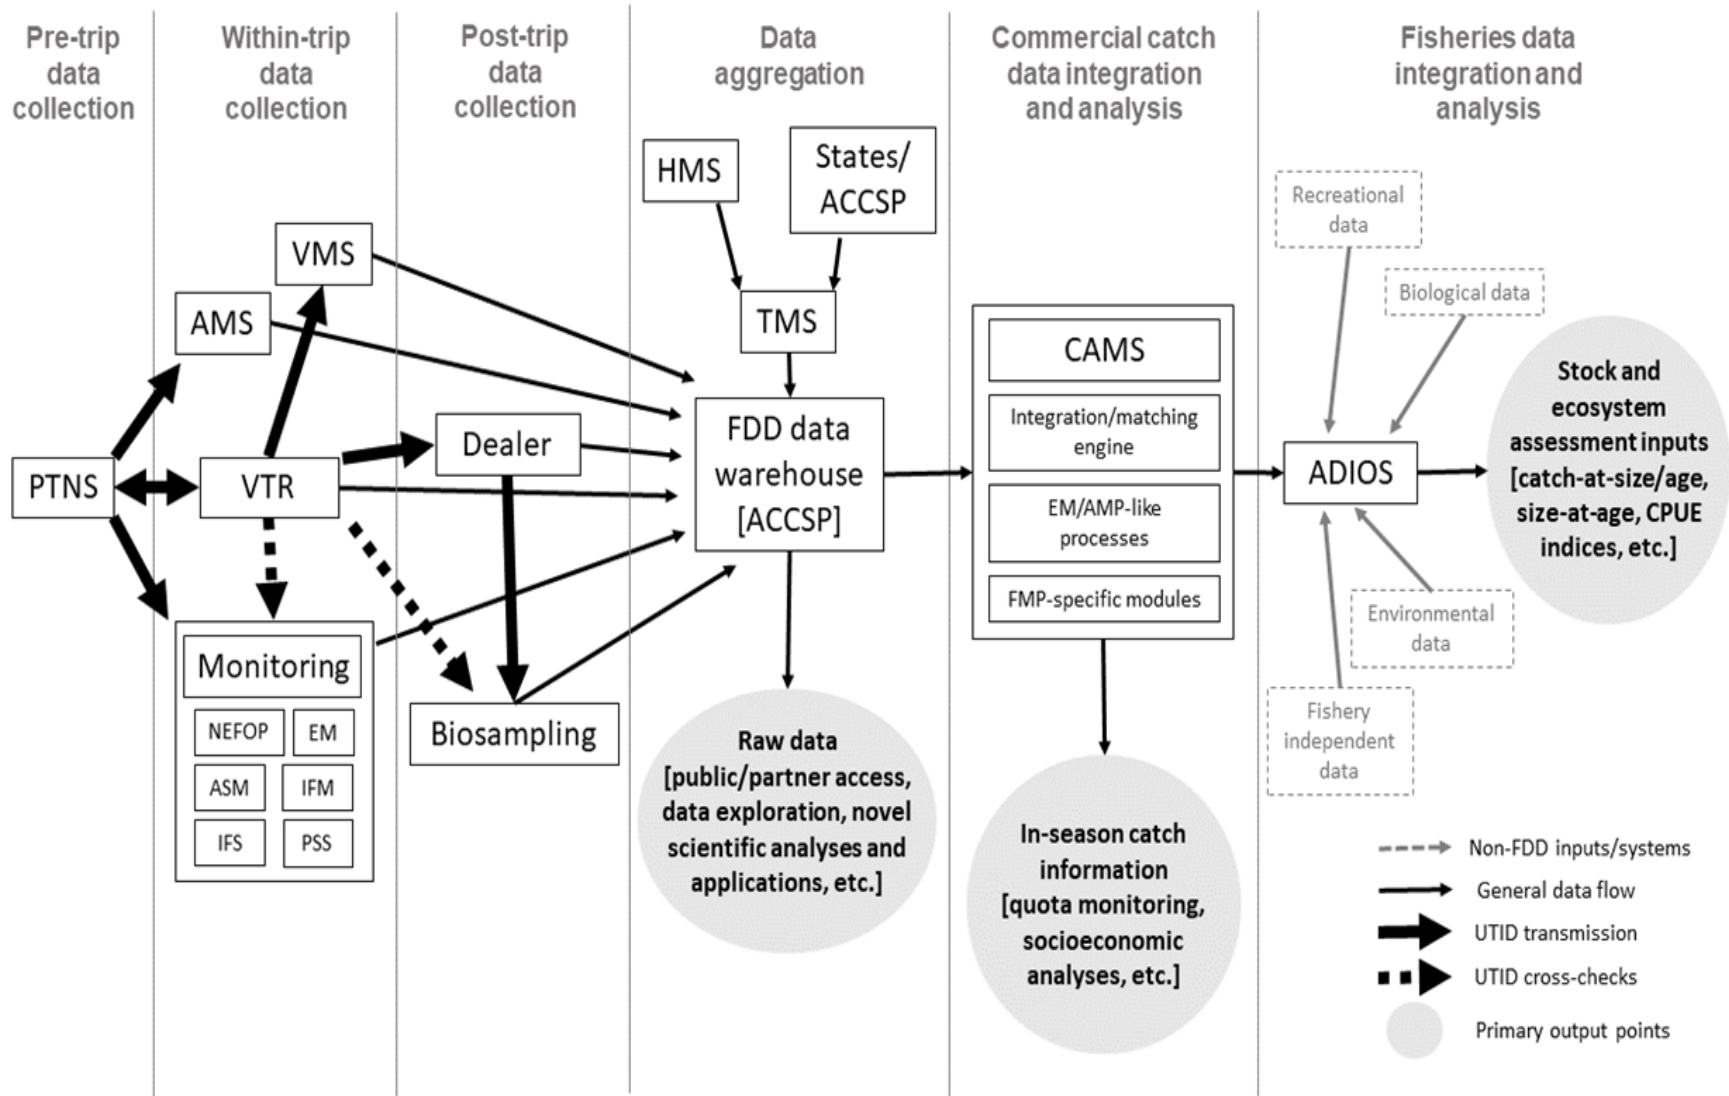 Pre-trip
data
collection
Within-trip
data
collection
Post-trip
data
collection
Data
aggregation
Commercial catch
data integration
and analysis
Fisheries data
integration and
analysis
HMS
States/
ACCSP
VMS
AMS
TMS
PTNS
VTR
Dealer
FDD data
warehouse
[ACCSP]
Monitoring
NEFOP
EM
ASM
IFM
IFS
PSS
Biosampling
Raw data
[public/partner access,
data exploration, novel
scientific analyses and
applications, etc.]
CAMS
Integration/matching
engine
EM/AMP-like
processes
FMP-specific modules
In-season catch
information
[quota monitoring,
socioeconomic
analyses, etc.]
Recreational
data
Biological data
ADIOS
Environmental
data
Fishery
independent
data
Stock and
ecosystem
assessment inputs
[catch-at-size/age,
size-at-age, CPUE
indices, etc.]
Non-FDD inputs/systems
General data flow
UTID transmission
UTID cross-checks
Primary output points